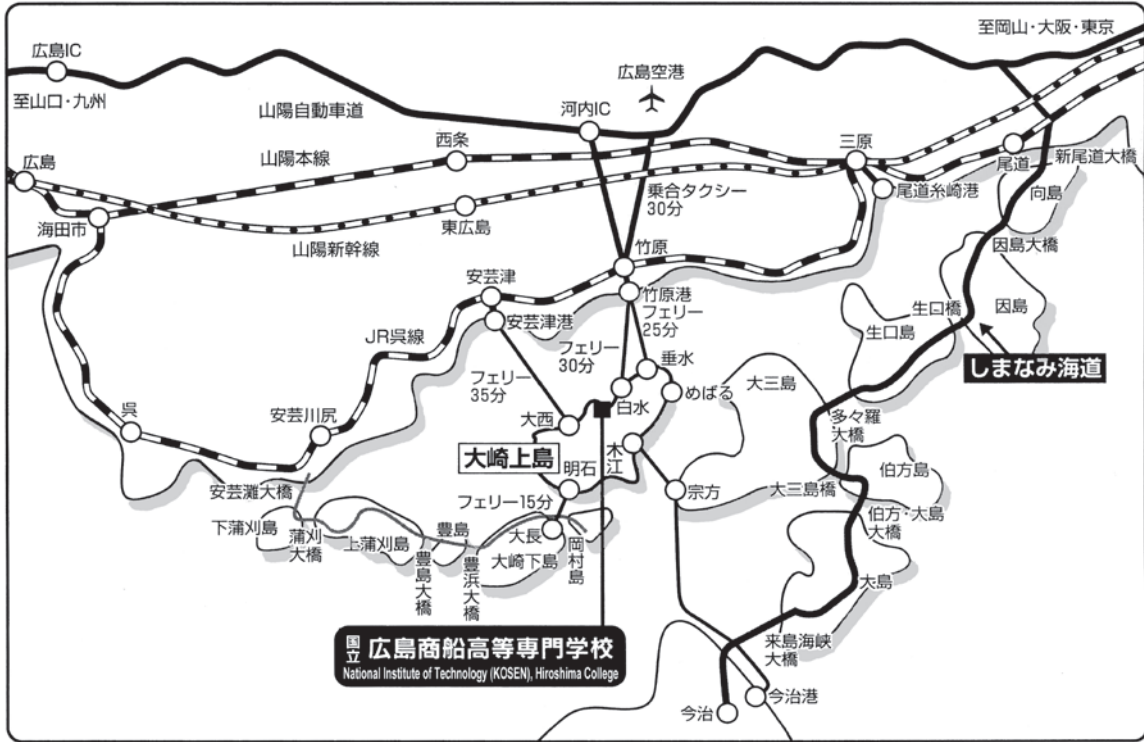 至岡山・大阪・東京
広島IC
広島空港
至山口・九州
山陽自動車道
河内IC
西条
山陽本線
三原
尾道
新尾道大橋
広島
乗合タクシー
30分
尾道糸崎港
向島
海田市
東広島
山陽新幹線
竹原
因島大橋
安芸津
竹原港
フェリー
25分
生口橋
因島
安芸津港
生口島
JR呉線
フェリー
30分
垂水
しまなみ海道
フェリー
35分
大三島
めばる
白水
大西
多々羅
大橋
呉
安芸川尻
木江
大崎上島
明石
伯方島
安芸灘大橋
宗方
大三島橋
フェリー15分
伯方・大島
大橋
下蒲刈島
蒲刈
大橋
上蒲刈島
豊島
大長
岡村島
豊島大橋
豊浜大橋
大崎下島
大島
国立 広島商船高等専門学校
National Institute of Technology (KOSEN), Hiroshima College
来島海峡
大橋
今治港
今治